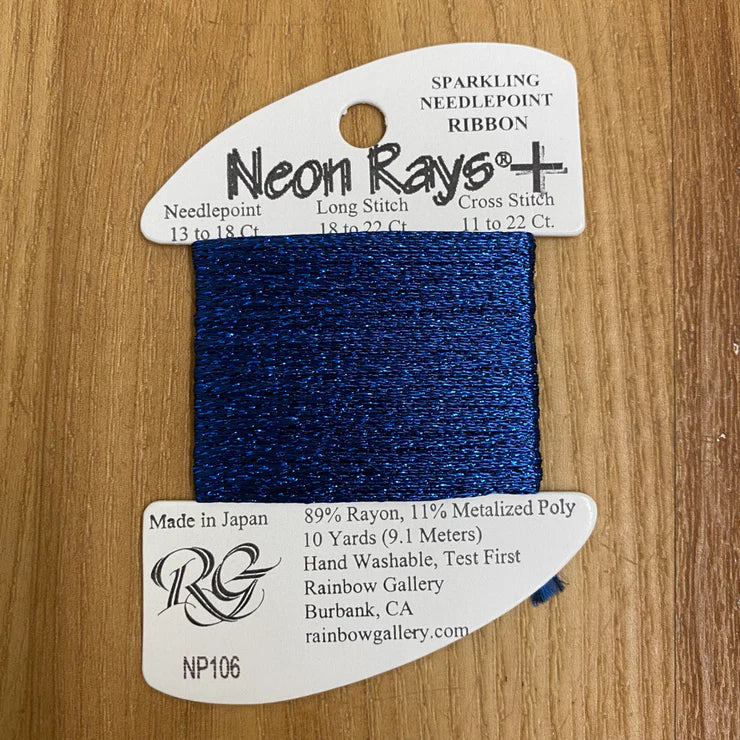 SPARKLING
NEEDLEPOINT
RIBBON
Neon Rays®+
Needlepoint
13 to 18 Ct.
Long Stitch
18 to 22 Ct.
Cross Stitch
11 to 22 Ct.
Made in Japan
RG
NP106
89% Rayon, 11% Metalized Poly
10 Yards (9.1 Meters)
Hand Washable, Test First
Rainbow Gallery
Burbank, CA
rainbowgallery.com